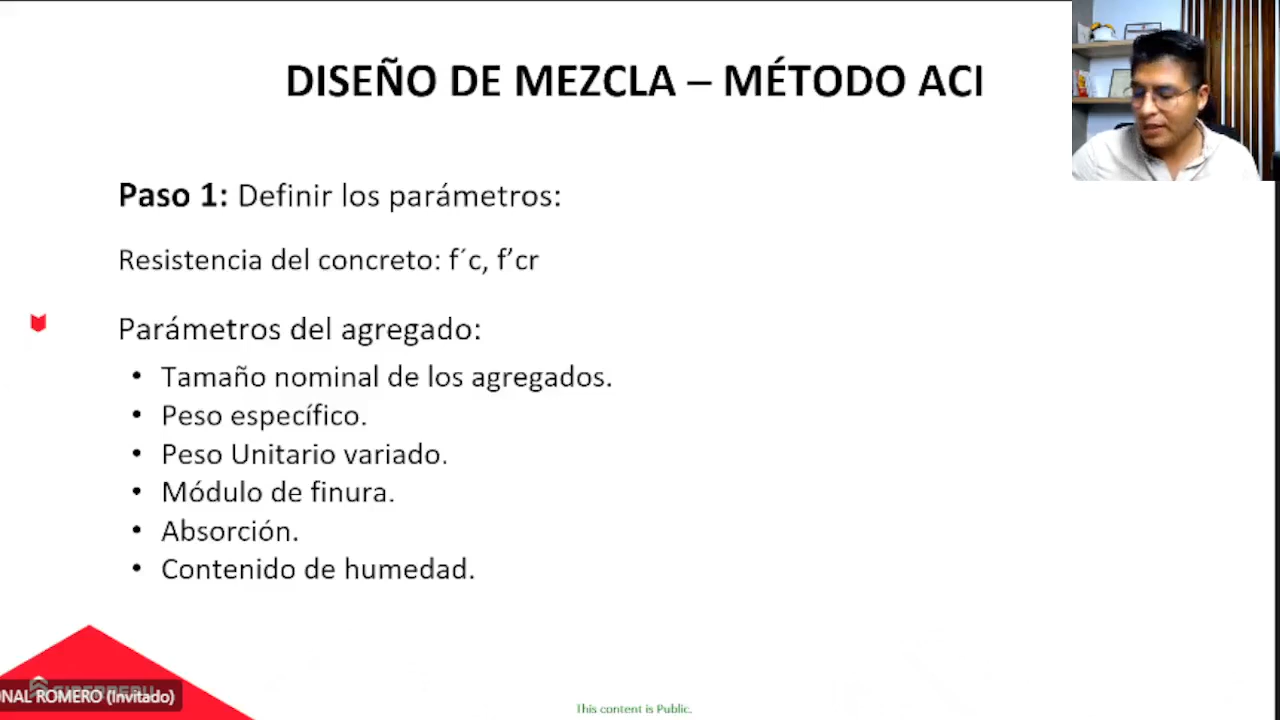 DISEÑO DE MEZCLA – MÉTODO ACI
Paso 1: Definir los parámetros:
Resistencia del concreto: f´c, f’cr
Parámetros del agregado:
• Tamaño nominal de los agregados.
• Peso específico.
• Peso Unitario variado.
• Módulo de finura.
• Absorción.
• Contenido de humedad.
ONAL ROMERO (Invitado)
This content is Public.